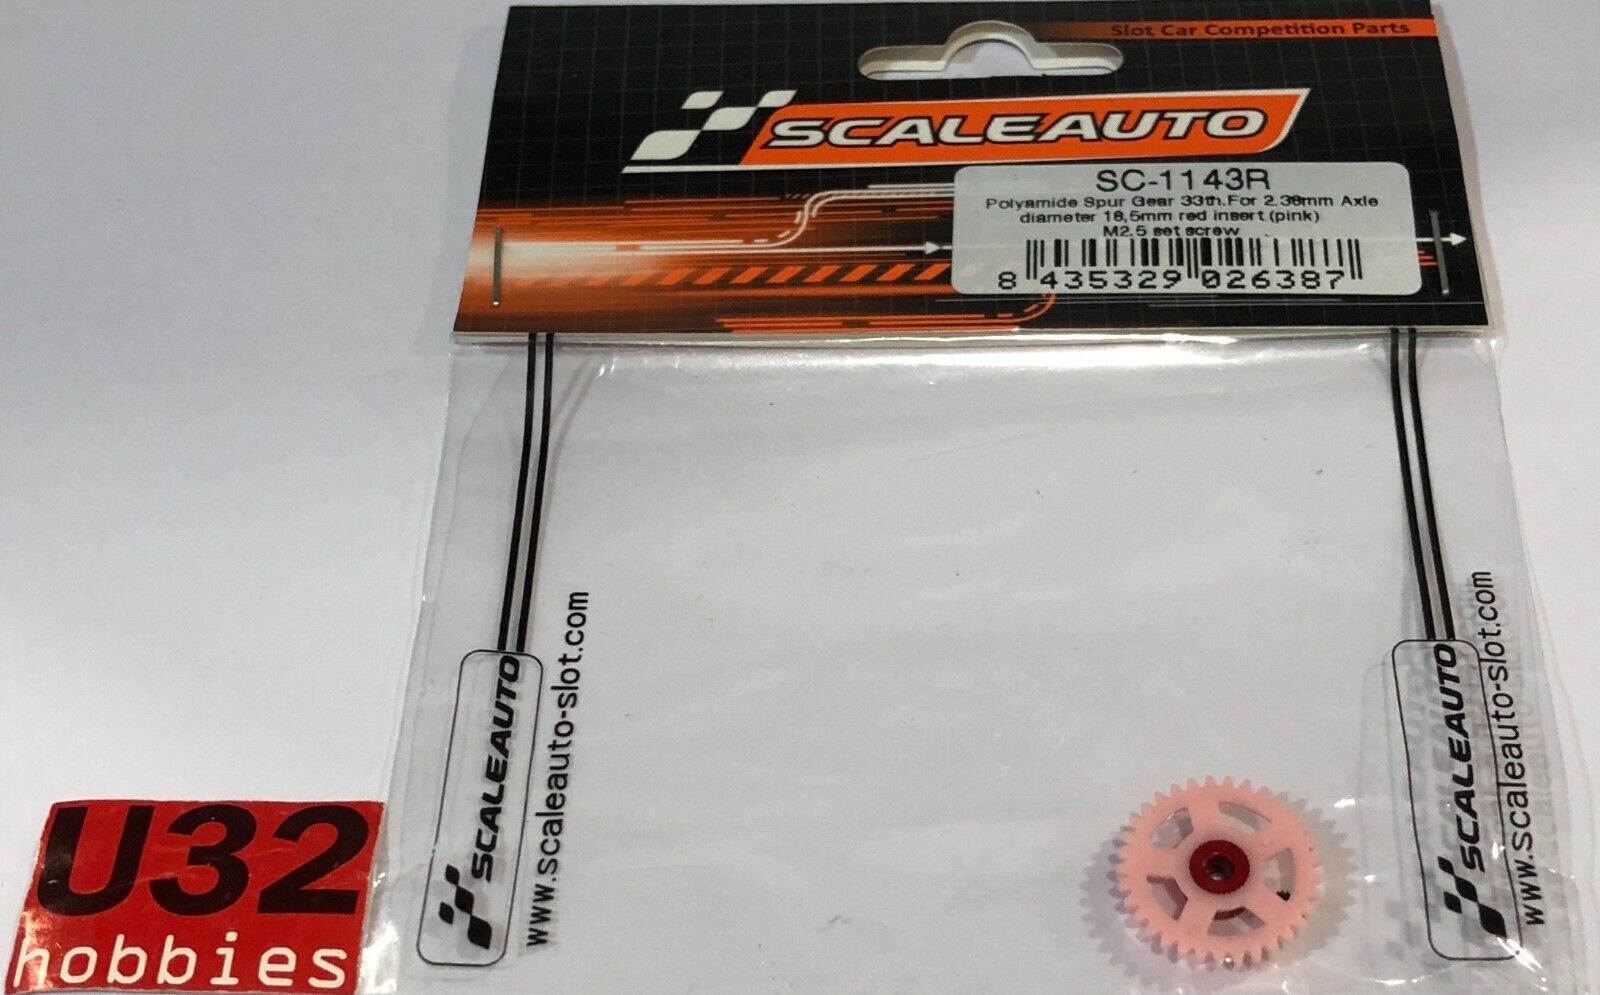 Slot Car Competition Parts
SCALEAUTO
SC-1143R
Polyamide Spur Gear 33th.For 2.38mm Axle
diameter 18,5mm red insert (pink)
M2.5 set screw
8 435329 026387
SCALEAUTO
www.scaleauto-slot.com
SCALEAUTO
www.scaleauto-slot.com
U32
hobbies